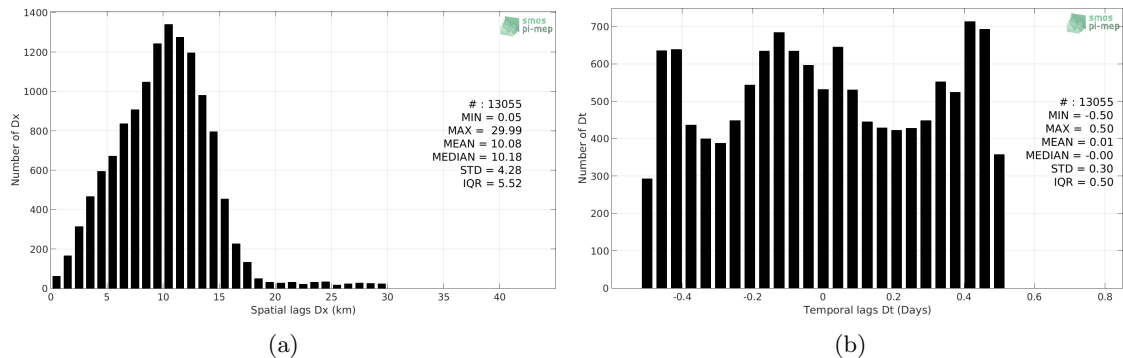 1400
1200
1000
800
600
400
200
0
Number of Dx
smos
pi-mep
# : 13055
MIN = 0.05
MAX = 29.99
MEAN = 10.08
MEDIAN = 10.18
STD = 4.28
IQR = 5.52
0 5 10 15 20 25 30 35 40
Spatial lags Dx (km)
(a)
700
600
500
400
300
200
100
0
Number of Dt
smos
pi-mep
# : 13055
MIN = -0.50
MAX = 0.50
MEAN = 0.01
MEDIAN = -0.00
STD = 0.30
IQR = 0.50
-0.4 -0.2 0 0.2 0.4 0.6 0.8
Temporal lags Dt (Days)
(b)